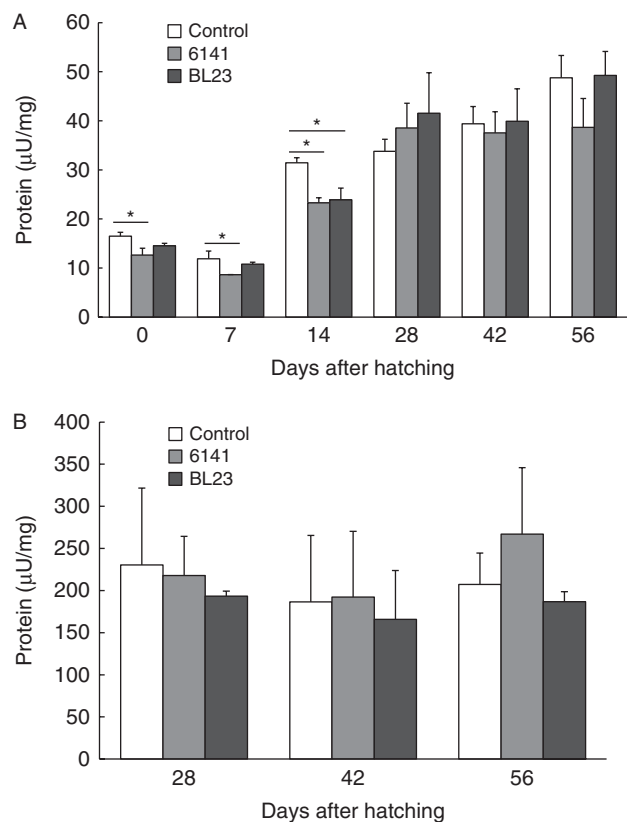 A
Control
6141
BL23
Protein (μU/mg)
60
50
40
30
20
10
0
*
*
*
*
0 7 14 28 42 56
Days after hatching
B
Control
6141
BL23
Protein (μU/mg)
400
350
300
250
200
150
100
50
0
28 42 56
Days after hatching